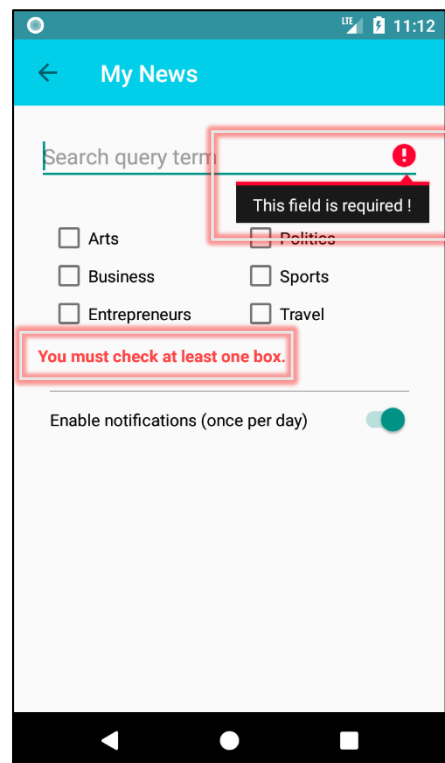 LTE 11:12
My News
Search query term
This field is required !
Arts
Politics
Business
Sports
Entrepreneurs
Travel
You must check at least one box.
Enable notifications (once per day)